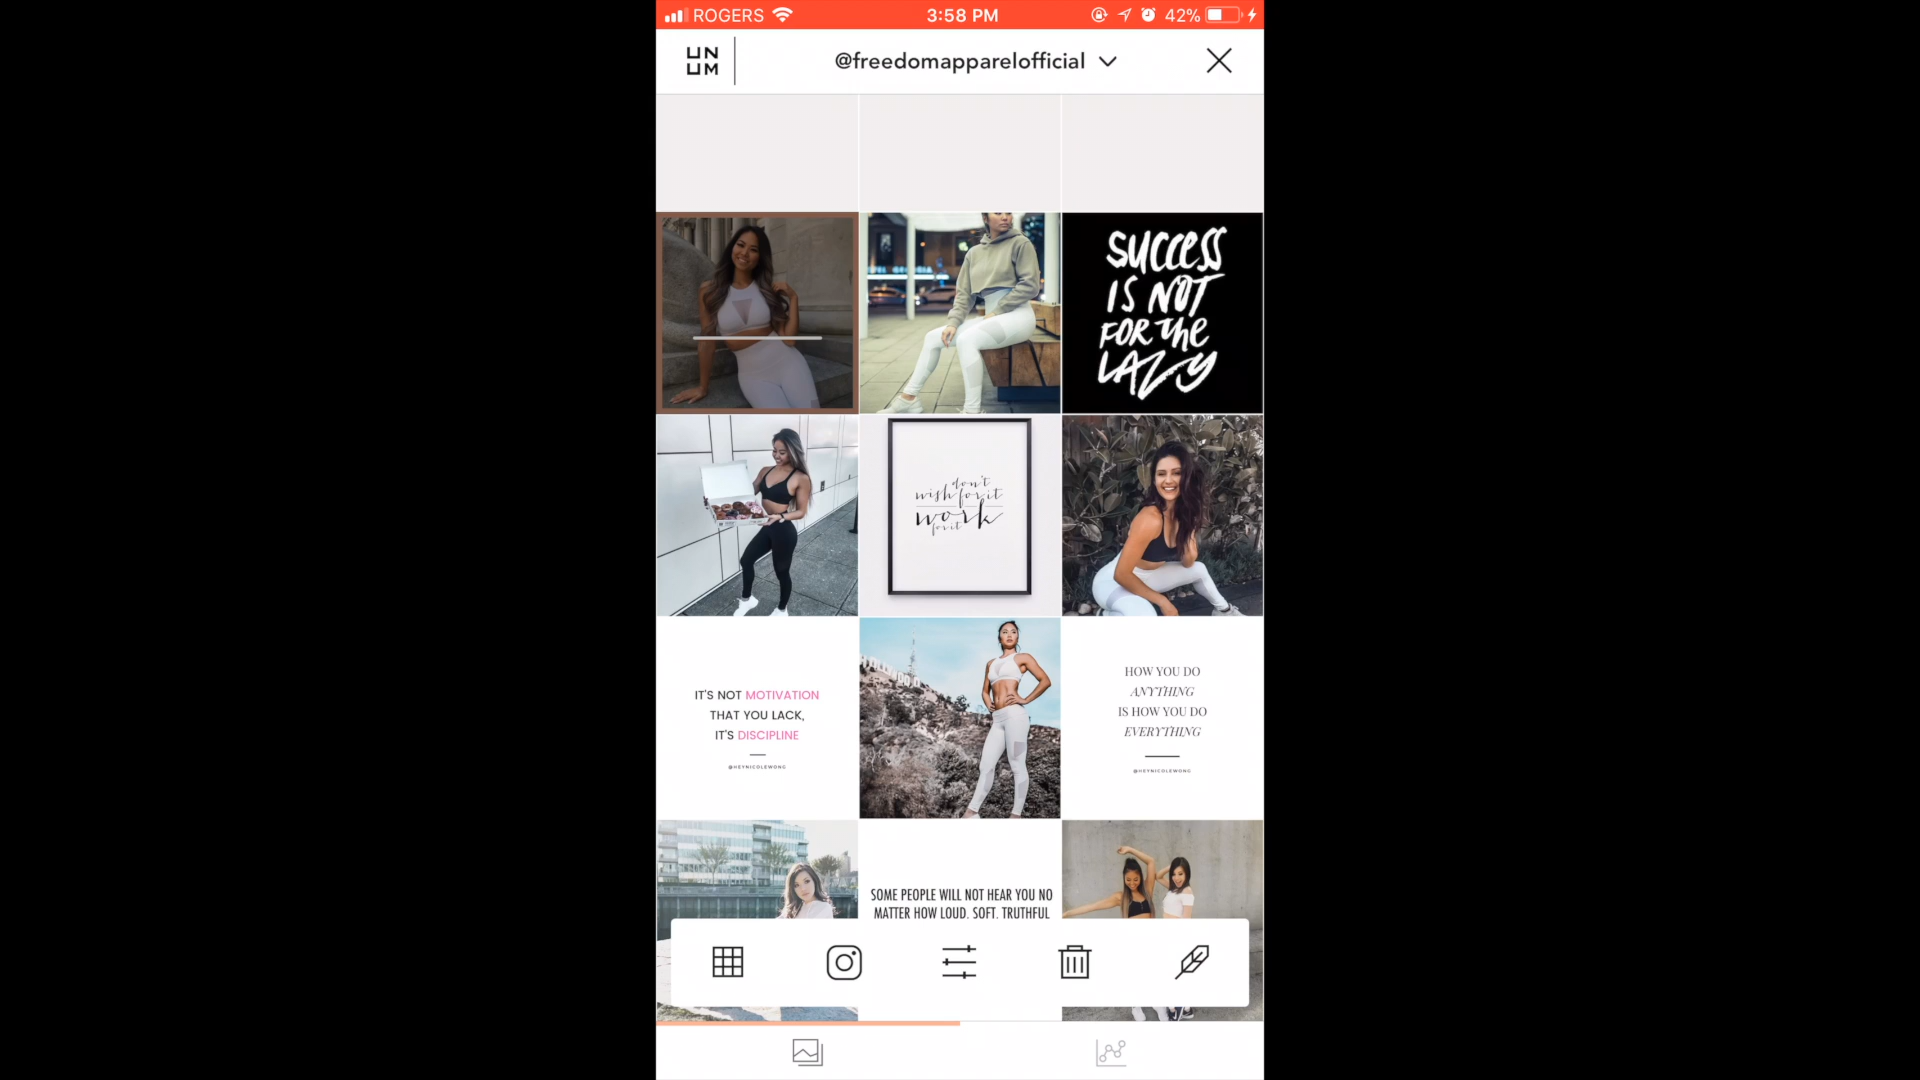 ROGERS
3:58 PM
42%
UN
UM
@freedomapparelofficial
SUCCESS
IS NOT
FOR THE
LAZY
don't
wish for it
work
for it
IT'S NOT MOTIVATION
THAT YOU LACK,
IT'S DISCIPLINE
@HEYNICOLEWONG
HOW YOU DO
ANYTHING
IS HOW YOU DO
EVERYTHING
@HEYNICOLEWONG
SOME PEOPLE WILL NOT HEAR YOU NO
MATTER HOW LOUD, SOFT, TRUTHFUL